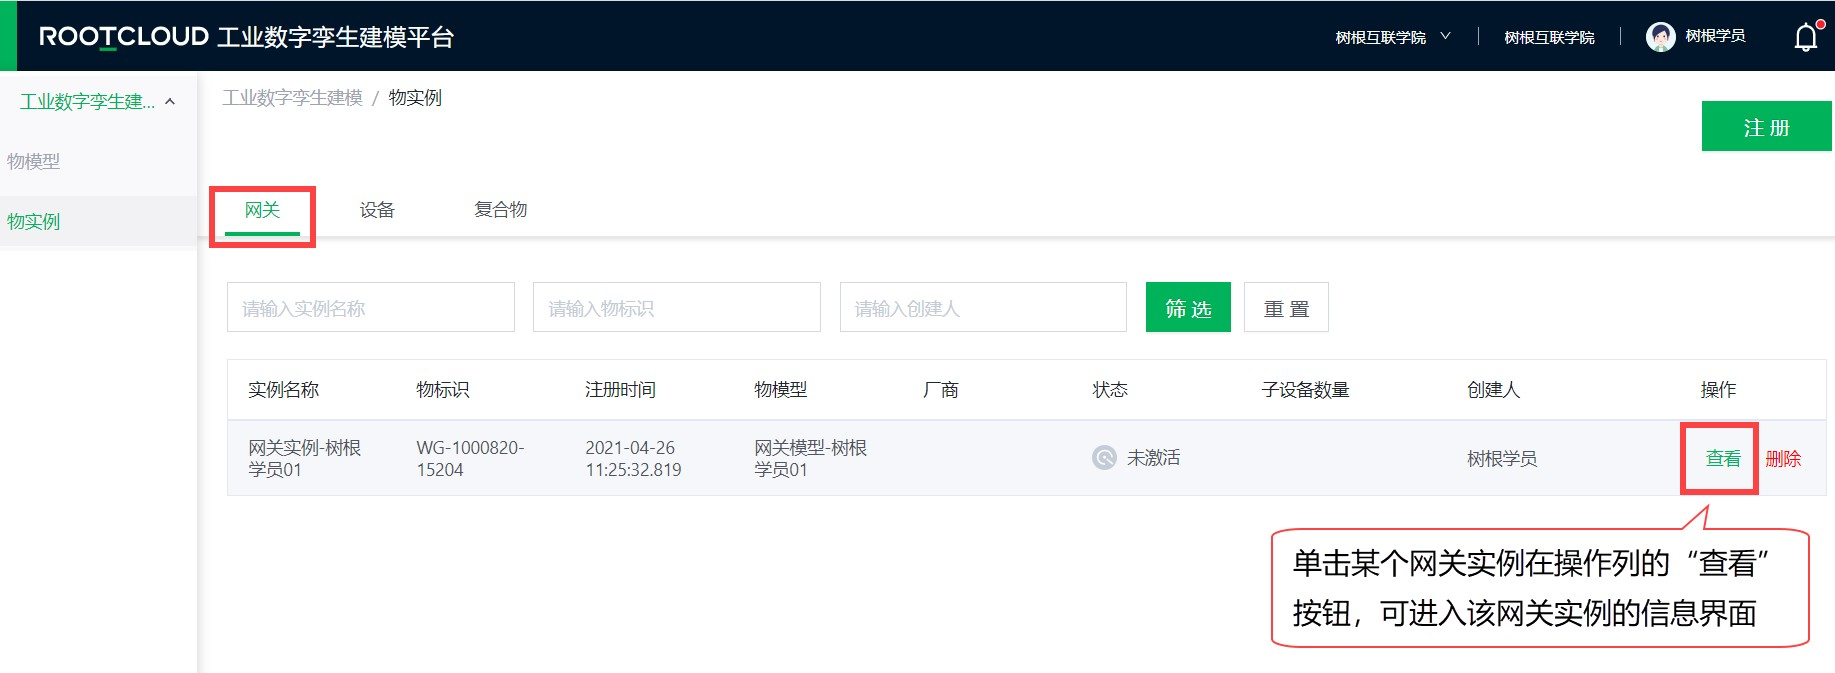 ROOTCLOUD 工业数字孪生建模平台
树根互联学院
树根互联学院
树根学员
工业数字孪生建...
物模型
物实例
工业数字孪生建模 / 物实例
注册
网关
设备
复合物
请输入实例名称
请输入物标识
请输入创建人
筛选
重置
实例名称
物标识
注册时间
物模型
厂商
状态
子设备数量
创建人
操作
网关实例-树根
学员01
WG-1000820-
15204
2021-04-26
11:25:32.819
网关模型-树根
学员01
未激活
树根学员
查看
删除
单击某个网关实例在操作列的“查看”
按钮，可进入该网关实例的信息界面